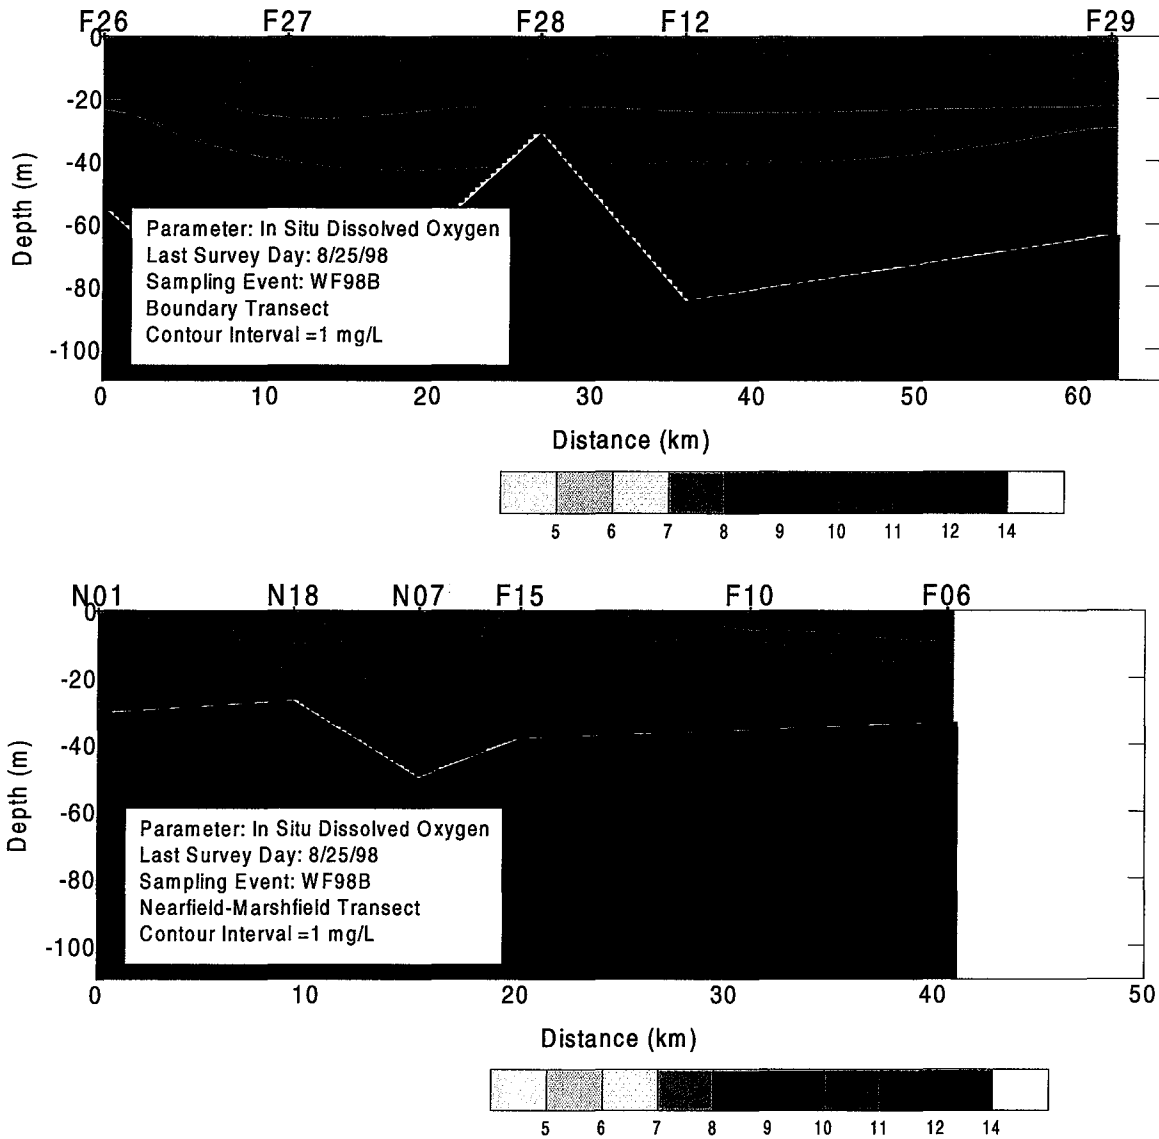 F26 F27 F28 F12 F29
0
-20
-40
-60
-80
-100
Depth (m)
Parameter: In Situ Dissolved Oxygen
Last Survey Day: 8/25/98
Sampling Event: WF98B
Boundary Transect
Contour Interval =1 mg/L
0 10 20 30 40 50 60
Distance (km)
5 6 7 8 9 10 11 12 14
N01 N18 N07 F15 F10 F06
0
-20
-40
-60
-80
-100
Depth (m)
Parameter: In Situ Dissolved Oxygen
Last Survey Day: 8/25/98
Sampling Event: WF98B
Nearfield-Marshfield Transect
Contour Interval =1 mg/L
0 10 20 30 40 50
Distance (km)
5 6 7 8 9 10 11 12 14